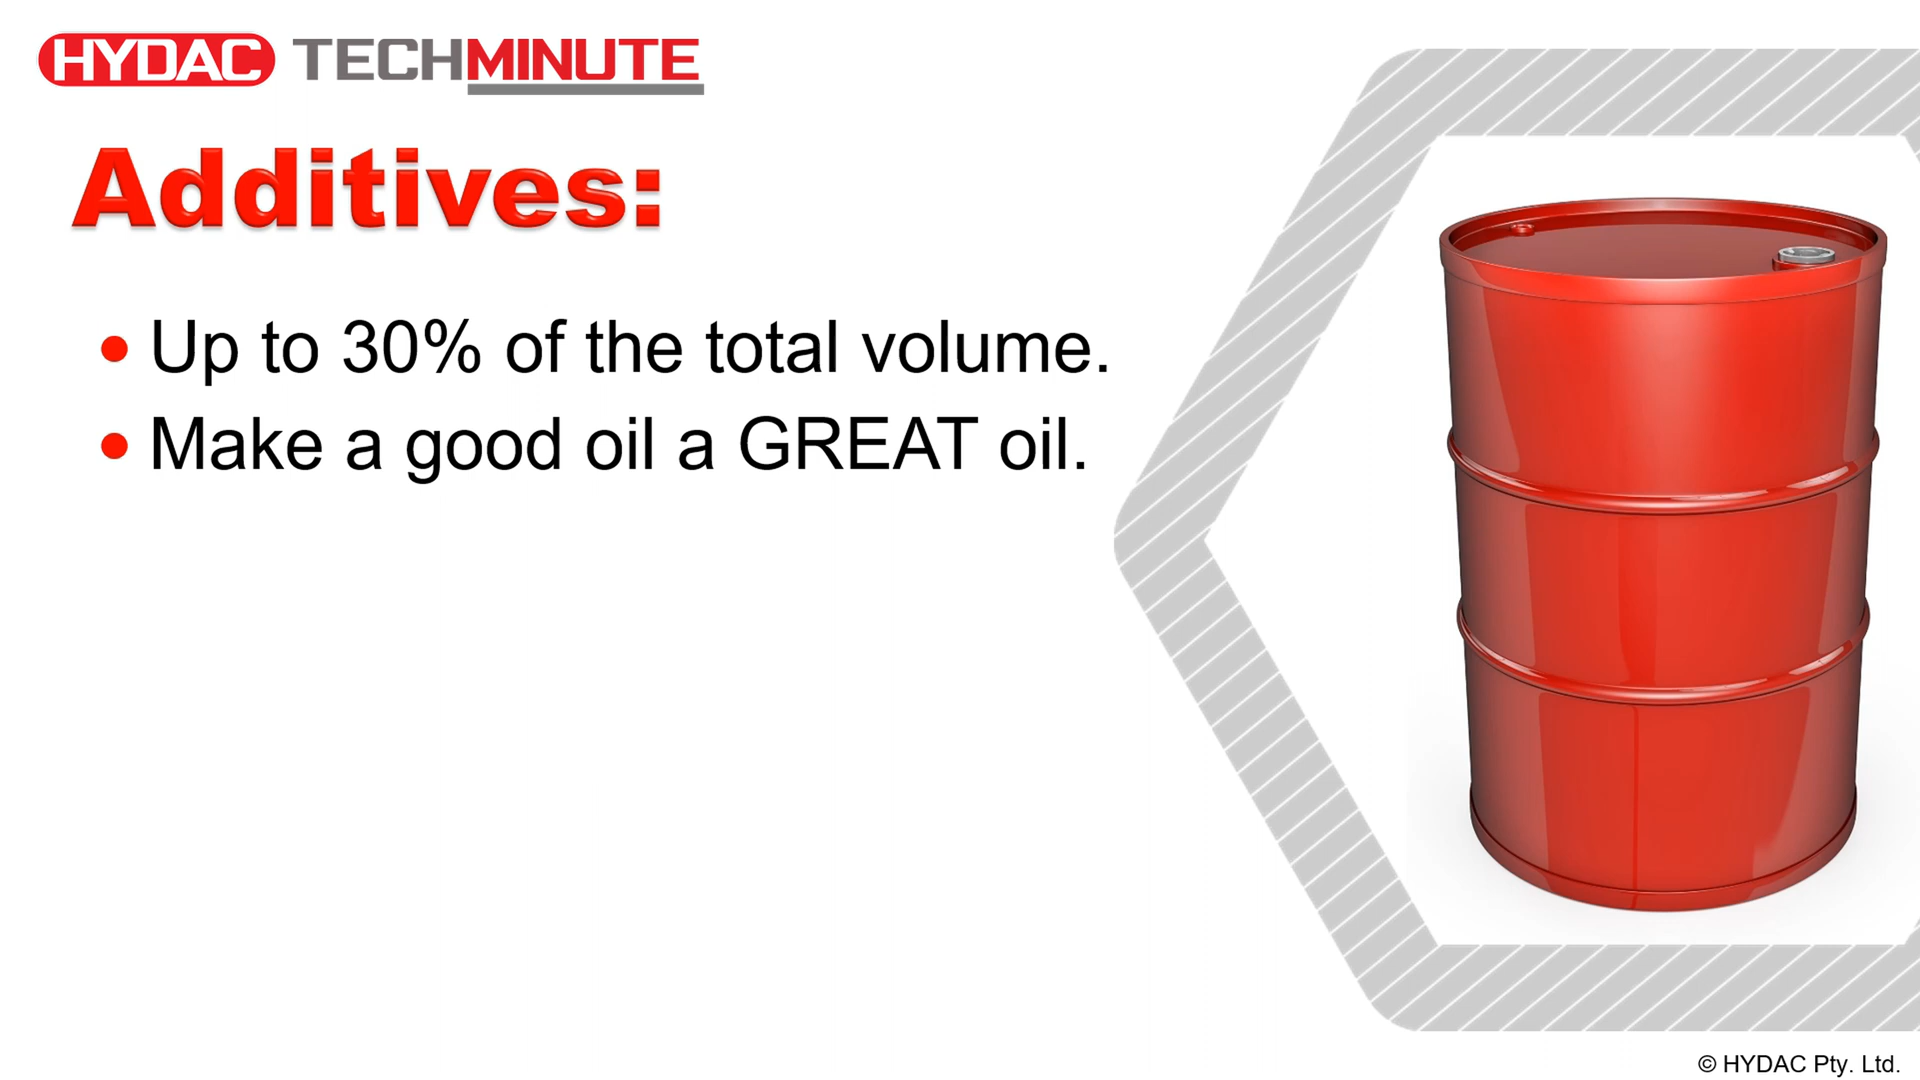 HYDAC TECHMINUTE
Additives:
• Up to 30% of the total volume.
• Make a good oil a GREAT oil.
© HYDAC Pty. Ltd.